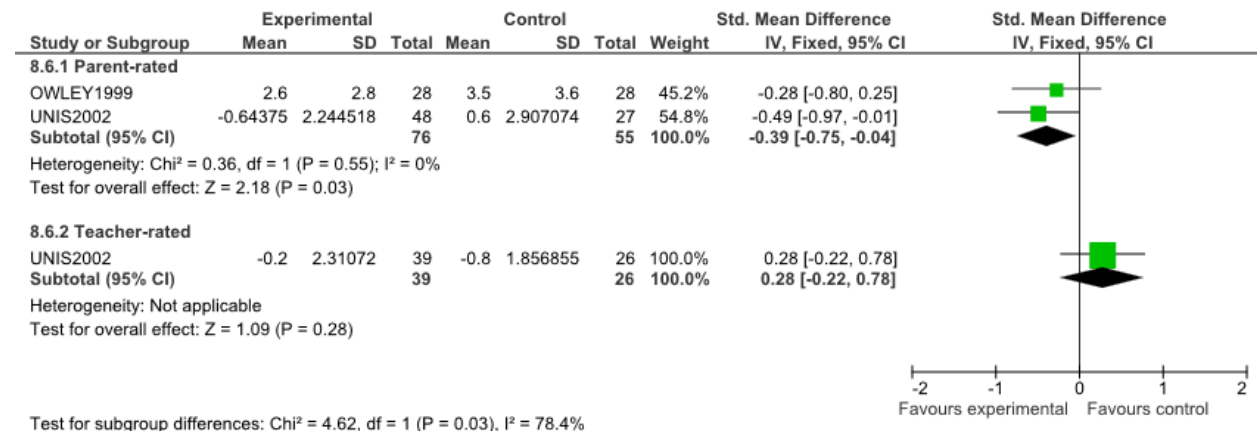 Experimental Control Std. Mean Difference Std. Mean Difference
Study or Subgroup Mean SD Total Mean SD Total Weight IV, Fixed, 95% CI IV, Fixed, 95% CI
8.6.1 Parent-rated
OWLEY1999 2.6 2.8 28 3.5 3.6 28 45.2% -0.28 [-0.80, 0.25]
UNIS2002 -0.64375 2.244518 48 0.6 2.907074 27 54.8% -0.49 [-0.97, -0.01]
Subtotal (95% CI) 76 55 100.0% -0.39 [-0.75, -0.04]
Heterogeneity: Chi² = 0.36, df = 1 (P = 0.55); I² = 0%
Test for overall effect: Z = 2.18 (P = 0.03)
8.6.2 Teacher-rated
UNIS2002 -0.2 2.31072 39 -0.8 1.856855 26 100.0% 0.28 [-0.22, 0.78]
Subtotal (95% CI) 39 26 100.0% 0.28 [-0.22, 0.78]
Heterogeneity: Not applicable
Test for overall effect: Z = 1.09 (P = 0.28)
-2 -1 0 1 2
Favours experimental Favours control
Test for subgroup differences: Chi² = 4.62, df = 1 (P = 0.03), I² = 78.4%